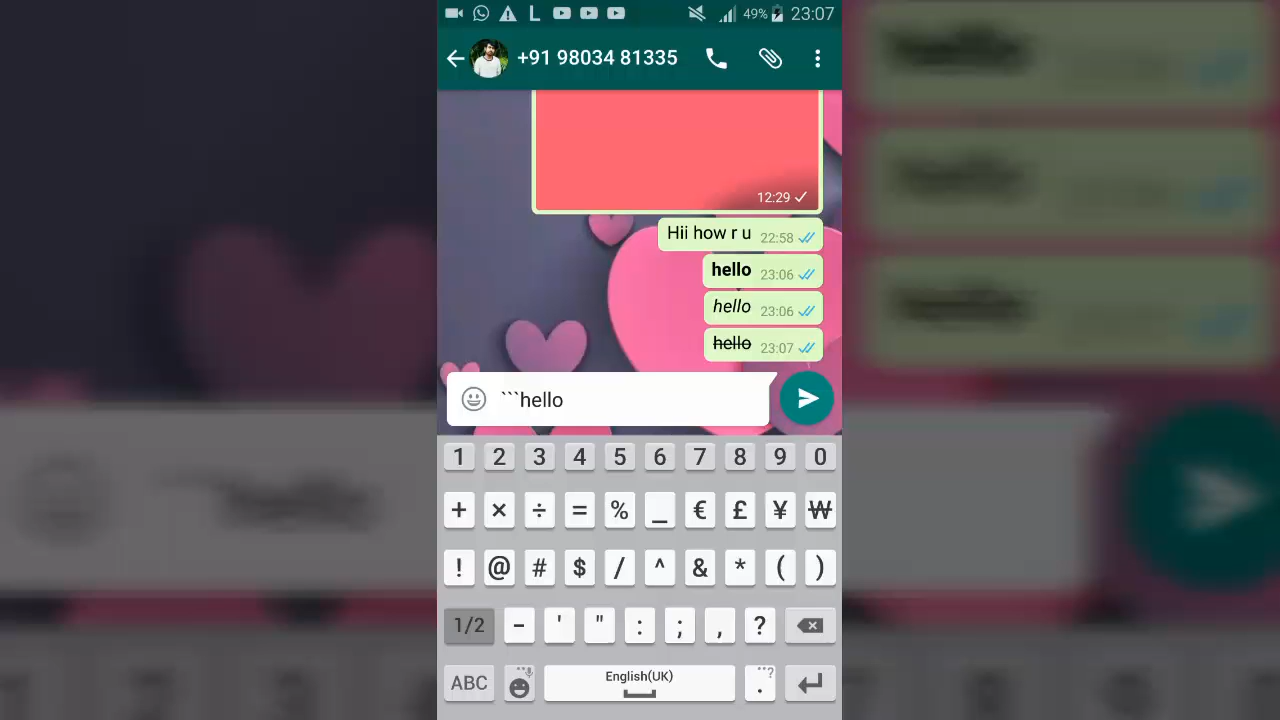 L 49% 23:07
+91 98034 81335
12:29
Hii how r u 22:58
hello 23:06
hello 23:06
hello 23:07
```hello
1 2 3 4 5 6 7 8 9 0
+ × ÷ = % _ € £ ¥ ₩
! @ # $ / ^ & * ( )
1/2 - ' " : ; , ?
ABC English(UK) . ..?